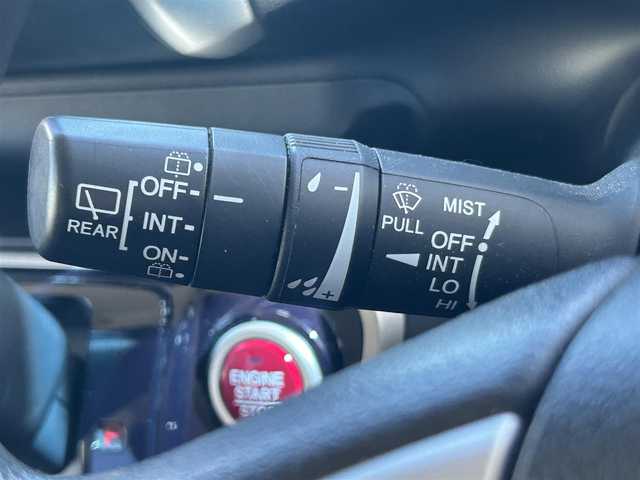 OFF
INT
ON
REAR
PULL
MIST
OFF
INT
LO
HI
ENGINE
START
STOP